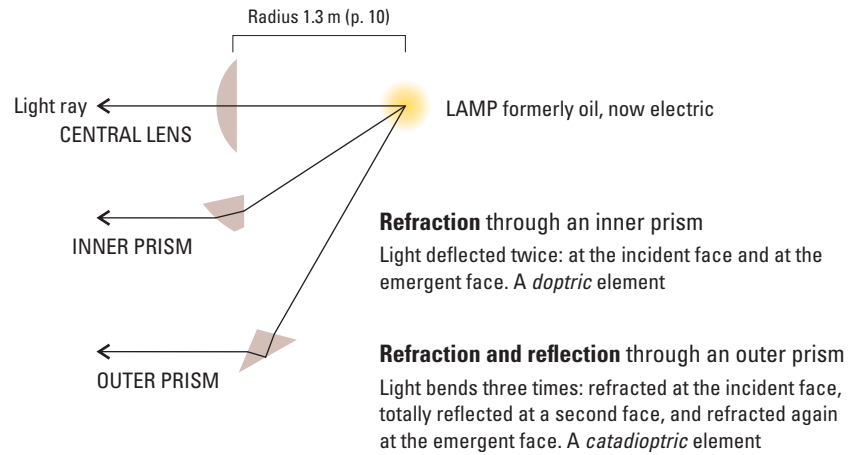 Radius 1.3 m (p. 10)
Light ray
LAMP formerly oil, now electric
CENTRAL LENS
Refraction through an inner prism
Light deflected twice: at the incident face and at the
emergent face. A doptric element
INNER PRISM
Refraction and reflection through an outer prism
Light bends three times: refracted at the incident face,
totally reflected at a second face, and refracted again
at the emergent face. A catadioptric element
OUTER PRISM